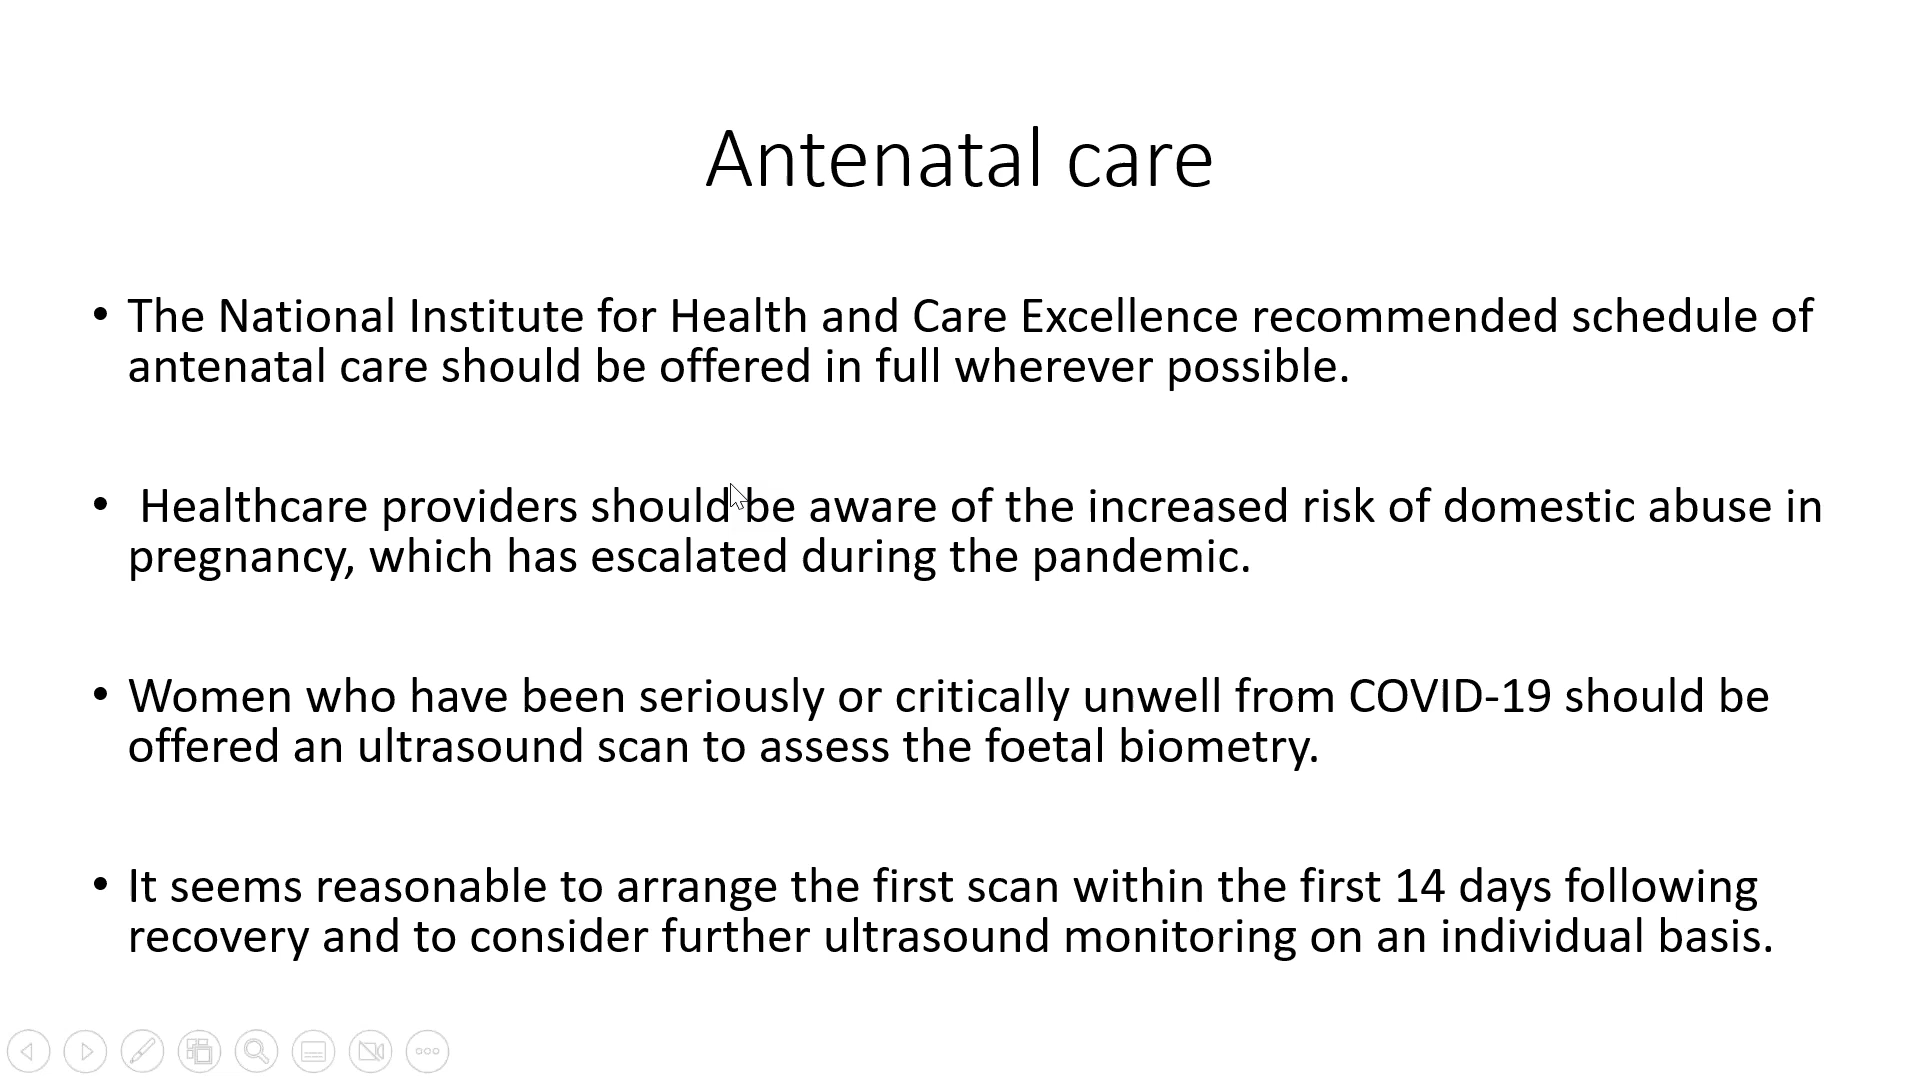 Antenatal care
• The National Institute for Health and Care Excellence recommended schedule of
antenatal care should be offered in full wherever possible.
• Healthcare providers should be aware of the increased risk of domestic abuse in
pregnancy, which has escalated during the pandemic.
• Women who have been seriously or critically unwell from COVID-19 should be
offered an ultrasound scan to assess the foetal biometry.
• It seems reasonable to arrange the first scan within the first 14 days following
recovery and to consider further ultrasound monitoring on an individual basis.